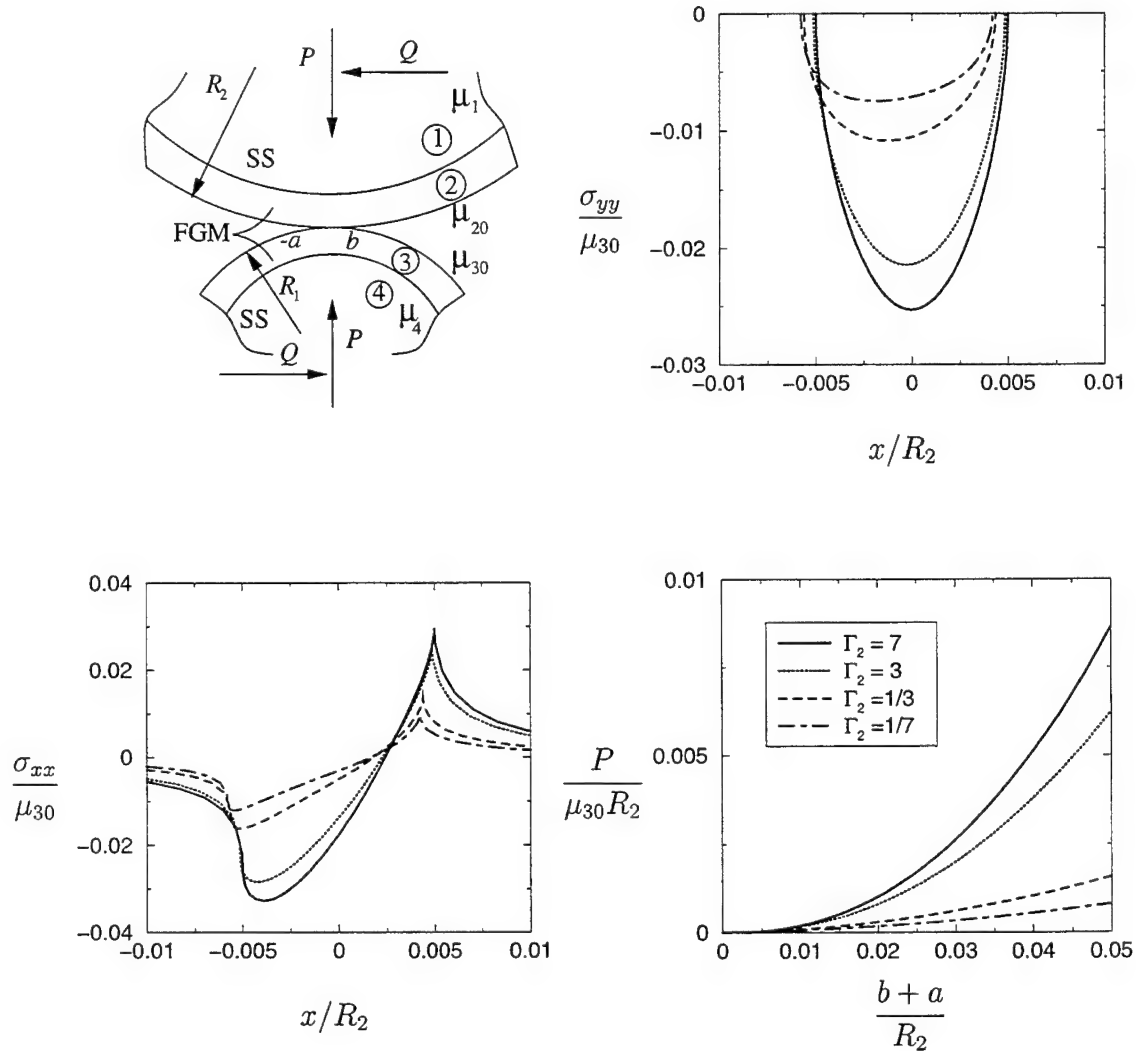 P
Q
R₂
μ₁
SS
①
②
μ₂₀
FGM
-a
b
③
μ₃₀
R₁
④
SS
μ₄
Q
P
0.00
−0.01
−0.02
−0.03
σyy
μ₃₀
−0.01
−0.005
0
0.005
0.01
x/R₂
0.04
0.02
0
−0.02
−0.04
σxx
μ₃₀
−0.01
−0.005
0
0.005
0.01
x/R₂
0.01
0.005
0
P
μ₃₀R₂
Γ₂ = 7
Γ₂ = 3
Γ₂ =1/3
Γ₂ =1/7
0
0.01
0.02
0.03
0.04
0.05
b + a
R₂